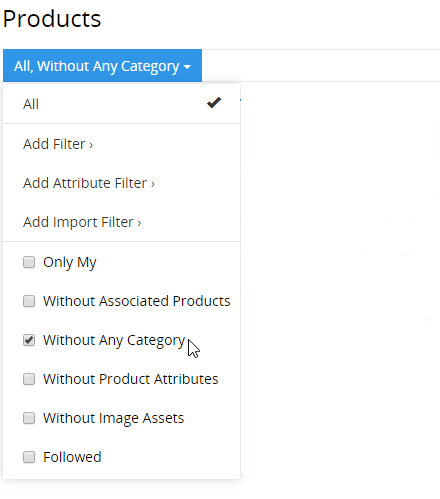 Products
All, Without Any Category
All
Add Filter ›
Add Attribute Filter ›
Add Import Filter ›
Only My
Without Associated Products
Without Any Category
Without Product Attributes
Without Image Assets
Followed